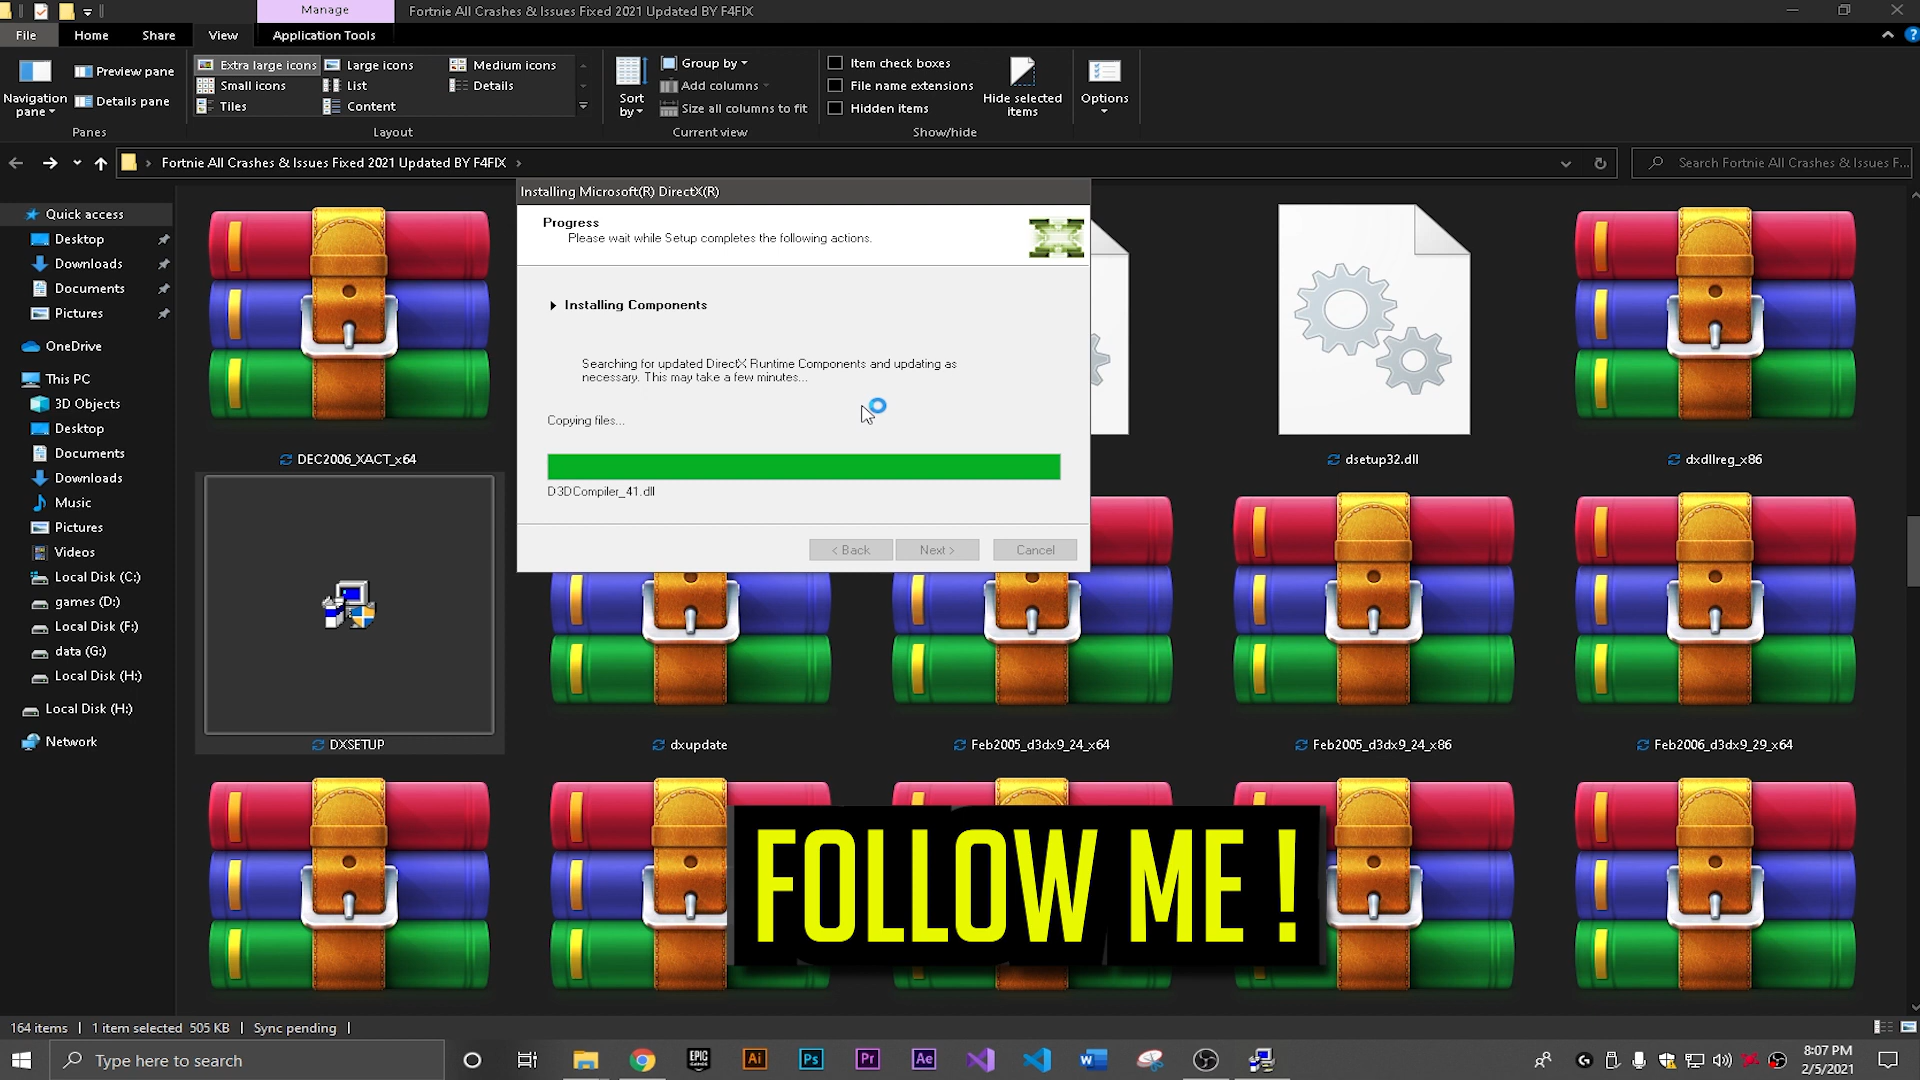 Manage
Fortnie All Crashes & Issues Fixed 2021 Updated BY F4FIX
File
Home
Share
View
Application Tools
Navigation pane
Preview pane
Details pane
Panes
Extra large icons
Large icons
Medium icons
Small icons
List
Details
Tiles
Content
Layout
Sort by
Group by
Add columns
Size all columns to fit
Current view
Item check boxes
File name extensions
Hidden items
Hide selected items
Show/hide
Options
Fortnie All Crashes & Issues Fixed 2021 Updated BY F4FIX
Search Fortnie All Crashes & Issues F...
Quick access
Desktop
Downloads
Documents
Pictures
OneDrive
This PC
3D Objects
Desktop
Documents
Downloads
Music
Pictures
Videos
Local Disk (C:)
games (D:)
Local Disk (F:)
data (G:)
Local Disk (H:)
Local Disk (H:)
Network
Installing Microsoft(R) DirectX(R)
Progress
Please wait while Setup completes the following actions.
Installing Components
Searching for updated DirectX Runtime Components and updating as
necessary. This may take a few minutes...
Copying files...
D3DCompiler_41.dll
< Back
Next >
Cancel
DEC2006_XACT_x64
dsetup32.dll
dxdllreg_x86
DXSETUP
dxupdate
Feb2005_d3dx9_24_x64
Feb2005_d3dx9_24_x86
Feb2006_d3dx9_29_x64
FOLLOW ME !
164 items
1 item selected 505 KB
Sync pending
Type here to search
EPIC GAMES
Ai
Ps
Pr
Ae
8:07 PM
2/5/2021